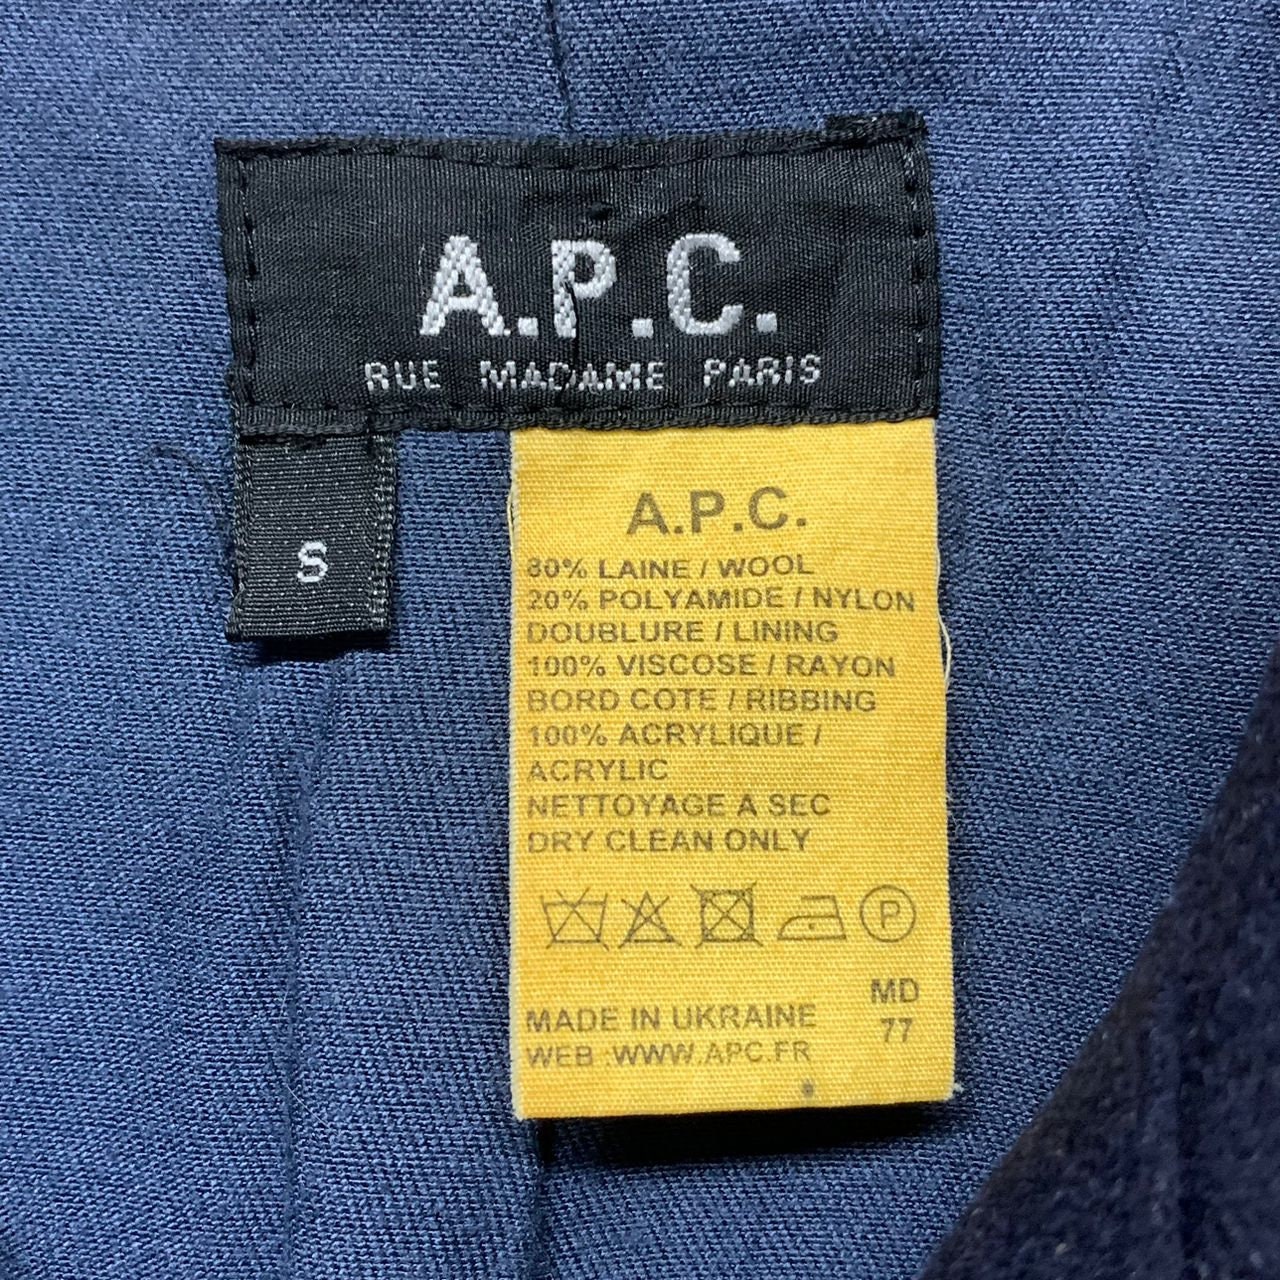 A.P.C.
RUE MADAME PARIS
S
A.P.C.
80% LAINE / WOOL
20% POLYAMIDE / NYLON
DOUBLURE / LINING
100% VISCOSE / RAYON
BORD COTE / RIBBING
100% ACRYLIQUE /
ACRYLIC
NETTOYAGE A SEC
DRY CLEAN ONLY
P
MD
77
MADE IN UKRAINE
WEB :WWW.APC.FR